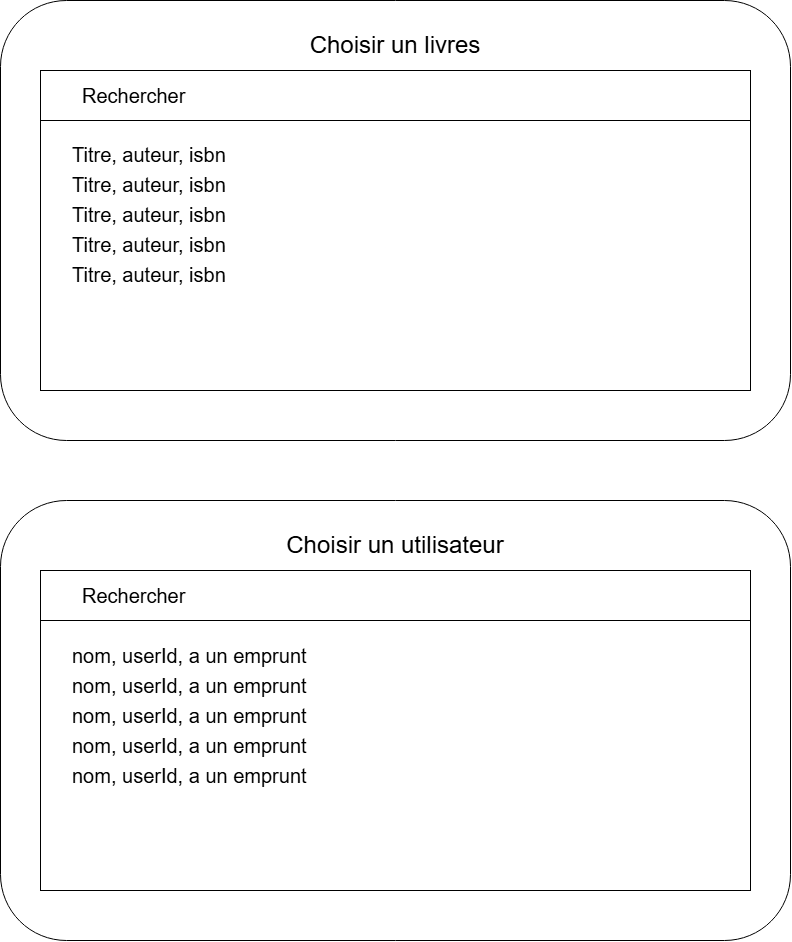 Choisir un livres
Rechercher
Titre, auteur, isbn
Titre, auteur, isbn
Titre, auteur, isbn
Titre, auteur, isbn
Titre, auteur, isbn
Choisir un utilisateur
Rechercher
nom, userId, a un emprunt
nom, userId, a un emprunt
nom, userId, a un emprunt
nom, userId, a un emprunt
nom, userId, a un emprunt